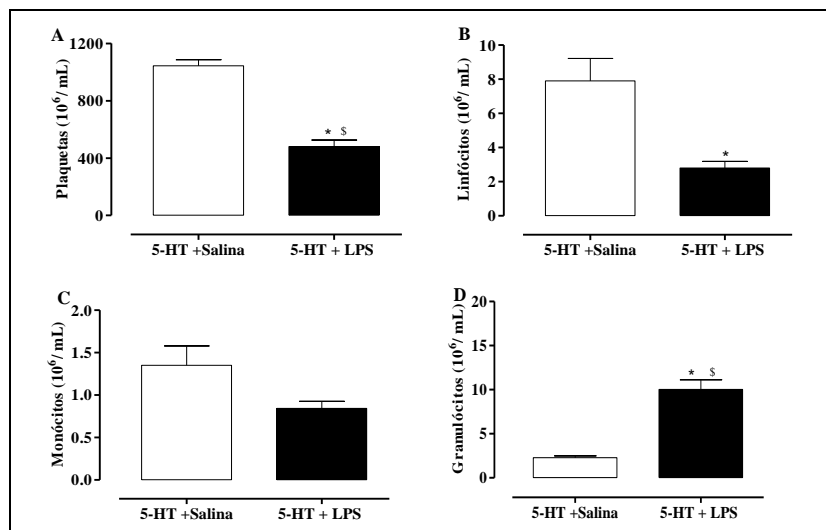 A
Plaquetas (10⁶/ mL)
1200
800
400
0
* $
5-HT +Salina
5-HT + LPS
B
Linfócitos (10⁶/ mL)
10
8
6
4
2
0
*
5-HT +Salina
5-HT + LPS
C
Monócitos (10⁶/ mL)
2.0
1.5
1.0
0.5
0.0
5-HT +Salina
5-HT + LPS
D
Granulócitos (10⁶/ mL)
20
15
10
5
0
* $
5-HT +Salina
5-HT + LPS